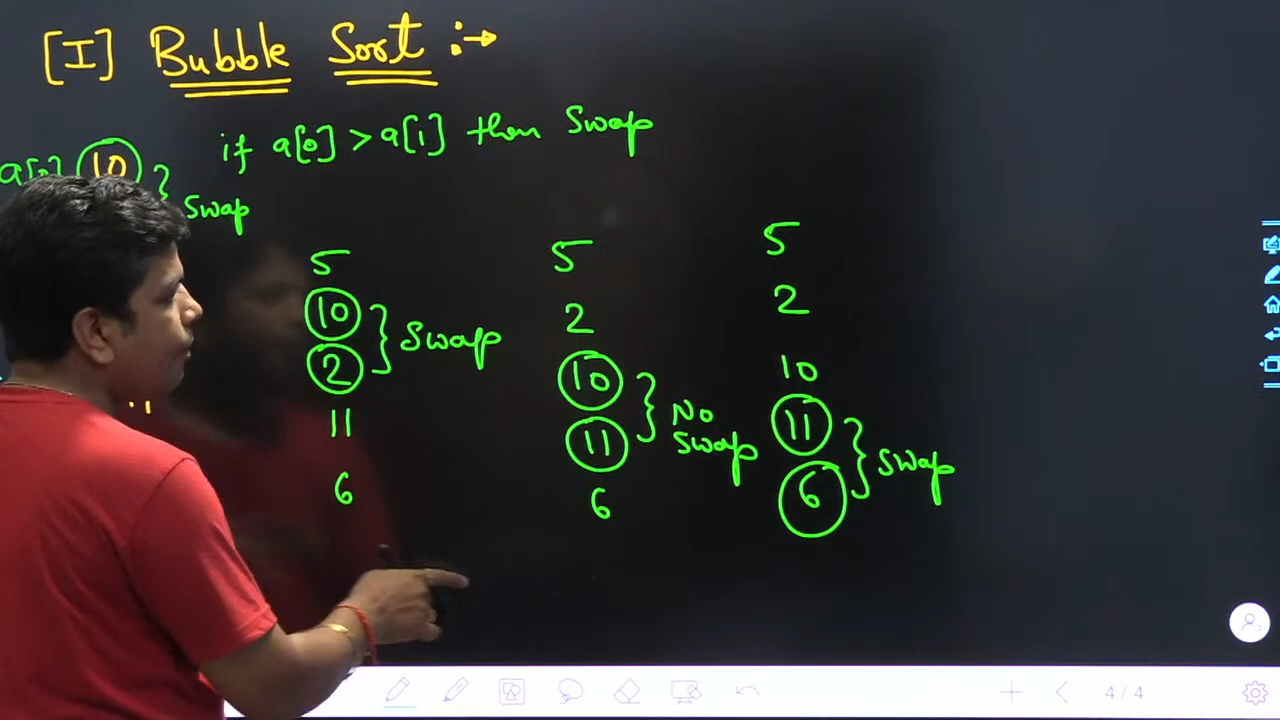 [I] Bubble Sort :→
if a[0] > a[1] then Swap
a[0] 10 } Swap
5
10
2
} Swap
11
6
5
2
10
11
} No
Swap
6
5
2
10
11
6
} Swap
4 / 4